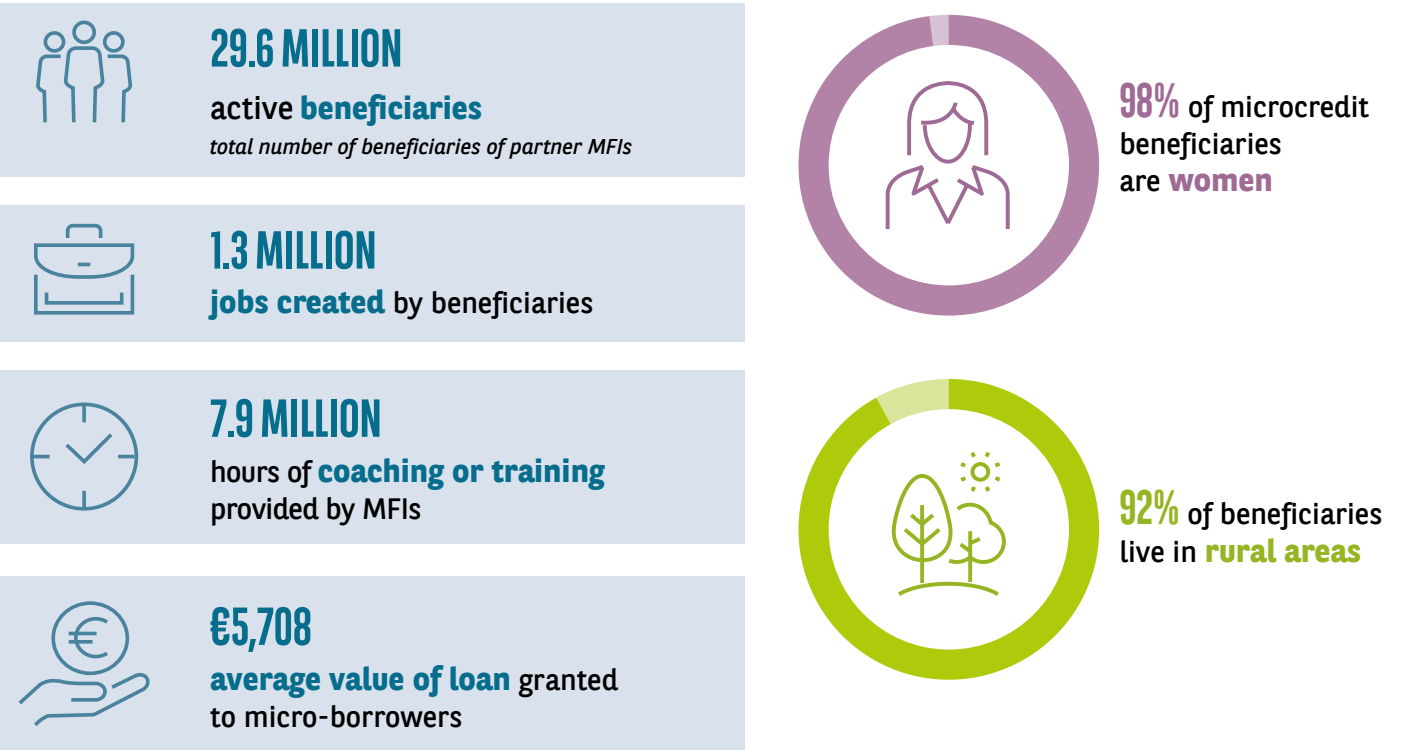 29.6 MILLION
active beneficiaries
total number of beneficiaries of partner MFIs
1.3 MILLION
jobs created by beneficiaries
7.9 MILLION
hours of coaching or training
provided by MFIs
€
€5,708
average value of loan granted
to micro-borrowers
98% of microcredit
beneficiaries
are women
92% of beneficiaries
live in rural areas